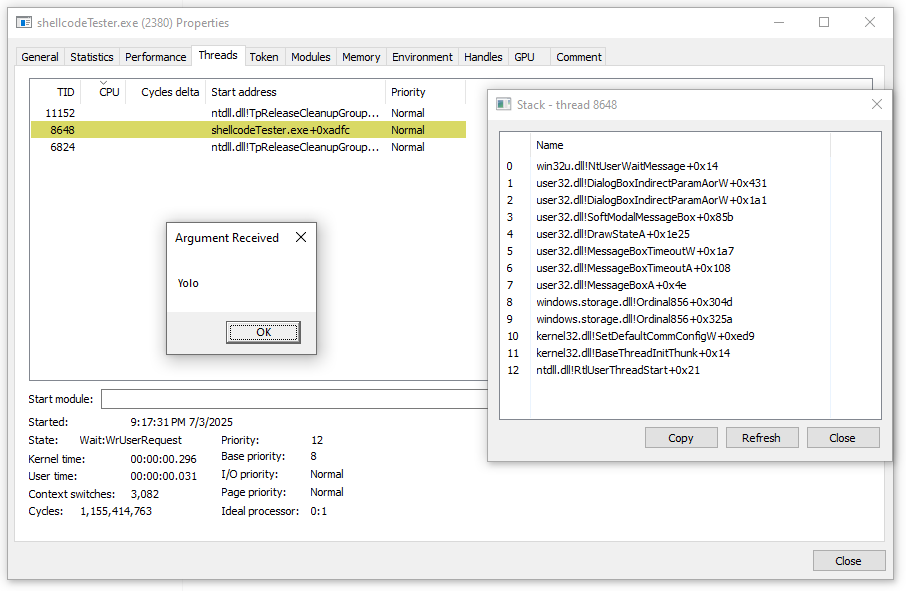 shellcodeTester.exe (2380) Properties
General Statistics Performance Threads Token Modules Memory Environment Handles GPU Comment
TID CPU Cycles delta Start address Priority
11152 ntdll.dll!TpReleaseCleanupGroup... Normal
8648 shellcodeTester.exe+0xadfc Normal
6824 ntdll.dll!TpReleaseCleanupGroup... Normal
Argument Received
Yolo
OK
Stack - thread 8648
Name
0 win32u.dll!NtUserWaitMessage+0x14
1 user32.dll!DialogBoxIndirectParamAorW+0x431
2 user32.dll!DialogBoxIndirectParamAorW+0x1a1
3 user32.dll!SoftModalMessageBox+0x85b
4 user32.dll!DrawStateA+0x1e25
5 user32.dll!MessageBoxTimeoutW+0x1a7
6 user32.dll!MessageBoxTimeoutA+0x108
7 user32.dll!MessageBoxA+0x4e
8 windows.storage.dll!Ordinal856+0x304d
9 windows.storage.dll!Ordinal856+0x325a
10 kernel32.dll!SetDefaultCommConfigW+0xed9
11 kernel32.dll!BaseThreadInitThunk+0x14
12 ntdll.dll!RtlUserThreadStart+0x21
Copy Refresh Close
Start module:
Started: 9:17:31 PM 7/3/2025
State: Wait:WrUserRequest Priority: 12
Kernel time: 00:00:00.296 Base priority: 8
User time: 00:00:00.031 I/O priority: Normal
Context switches: 3,082 Page priority: Normal
Cycles: 1,155,414,763 Ideal processor: 0:1
Close